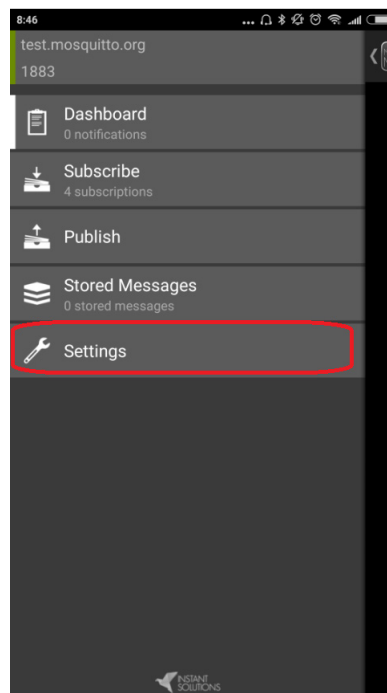 8:46
test.mosquitto.org
1883
Dashboard
0 notifications
Subscribe
4 subscriptions
Publish
Stored Messages
0 stored messages
Settings
INSTANT
SOLUTIONS